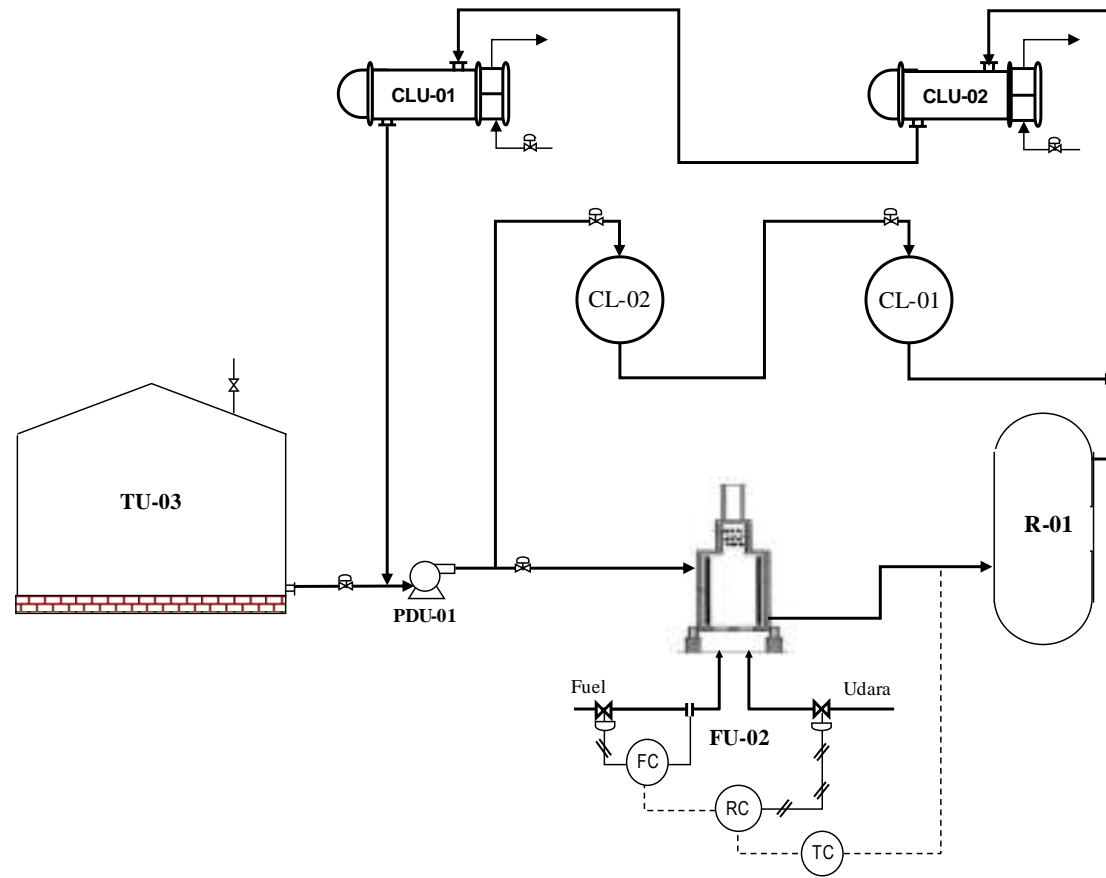 CLU-01
CLU-02
CL-02
CL-01
TU-03
R-01
PDU-01
Fuel
Udara
FU-02
FC
RC
TC